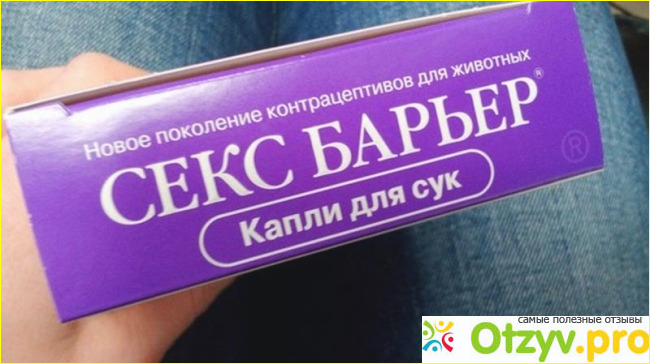 Новое поколение контрацептивов для животных
СЕКС БАРЬЕР®
Капли для сук
®
самые полезные отзывы
Otzyv.pro